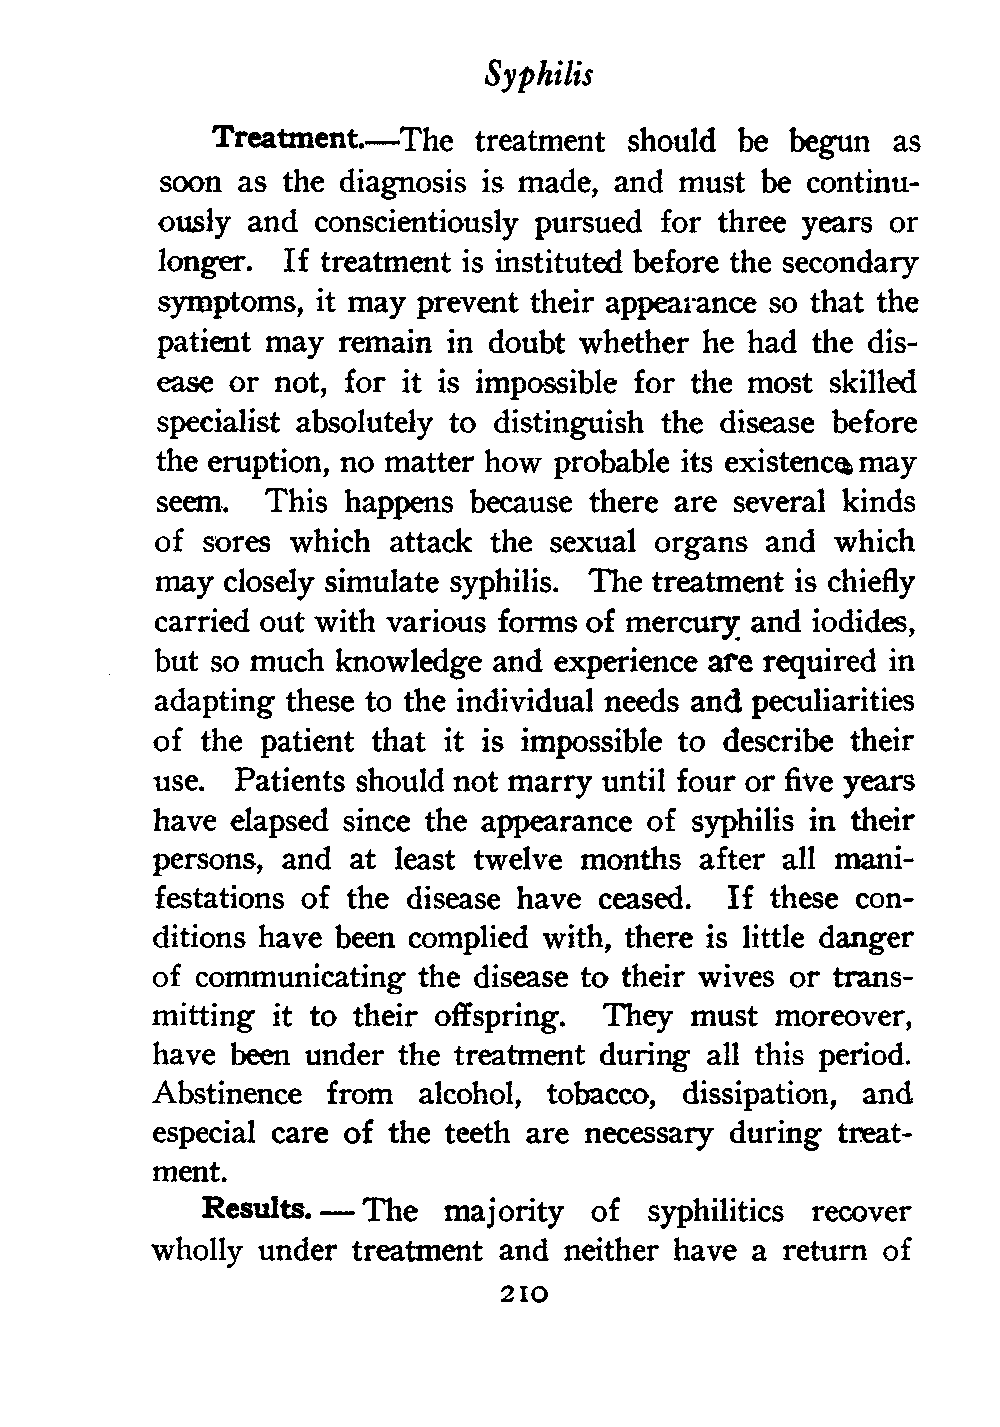 Syphilis
Treatment.—The treatment should be begun as
soon as the diagnosis is made, and must be continu-
ously and conscientiously pursued for three years or
longer. If treatment is instituted before the secondary
symptoms, it may prevent their appearance so that the
patient may remain in doubt whether he had the dis-
ease or not, for it is impossible for the most skilled
specialist absolutely to distinguish the disease before
the eruption, no matter how probable its existence may
seem. This happens because there are several kinds
of sores which attack the sexual organs and which
may closely simulate syphilis. The treatment is chiefly
carried out with various forms of mercury and iodides,
but so much knowledge and experience are required in
adapting these to the individual needs and peculiarities
of the patient that it is impossible to describe their
use. Patients should not marry until four or five years
have elapsed since the appearance of syphilis in their
persons, and at least twelve months after all mani-
festations of the disease have ceased. If these con-
ditions have been complied with, there is little danger
of communicating the disease to their wives or trans-
mitting it to their offspring. They must moreover,
have been under the treatment during all this period.
Abstinence from alcohol, tobacco, dissipation, and
especial care of the teeth are necessary during treat-
ment.
Results. — The majority of syphilitics recover
wholly under treatment and neither have a return of
210